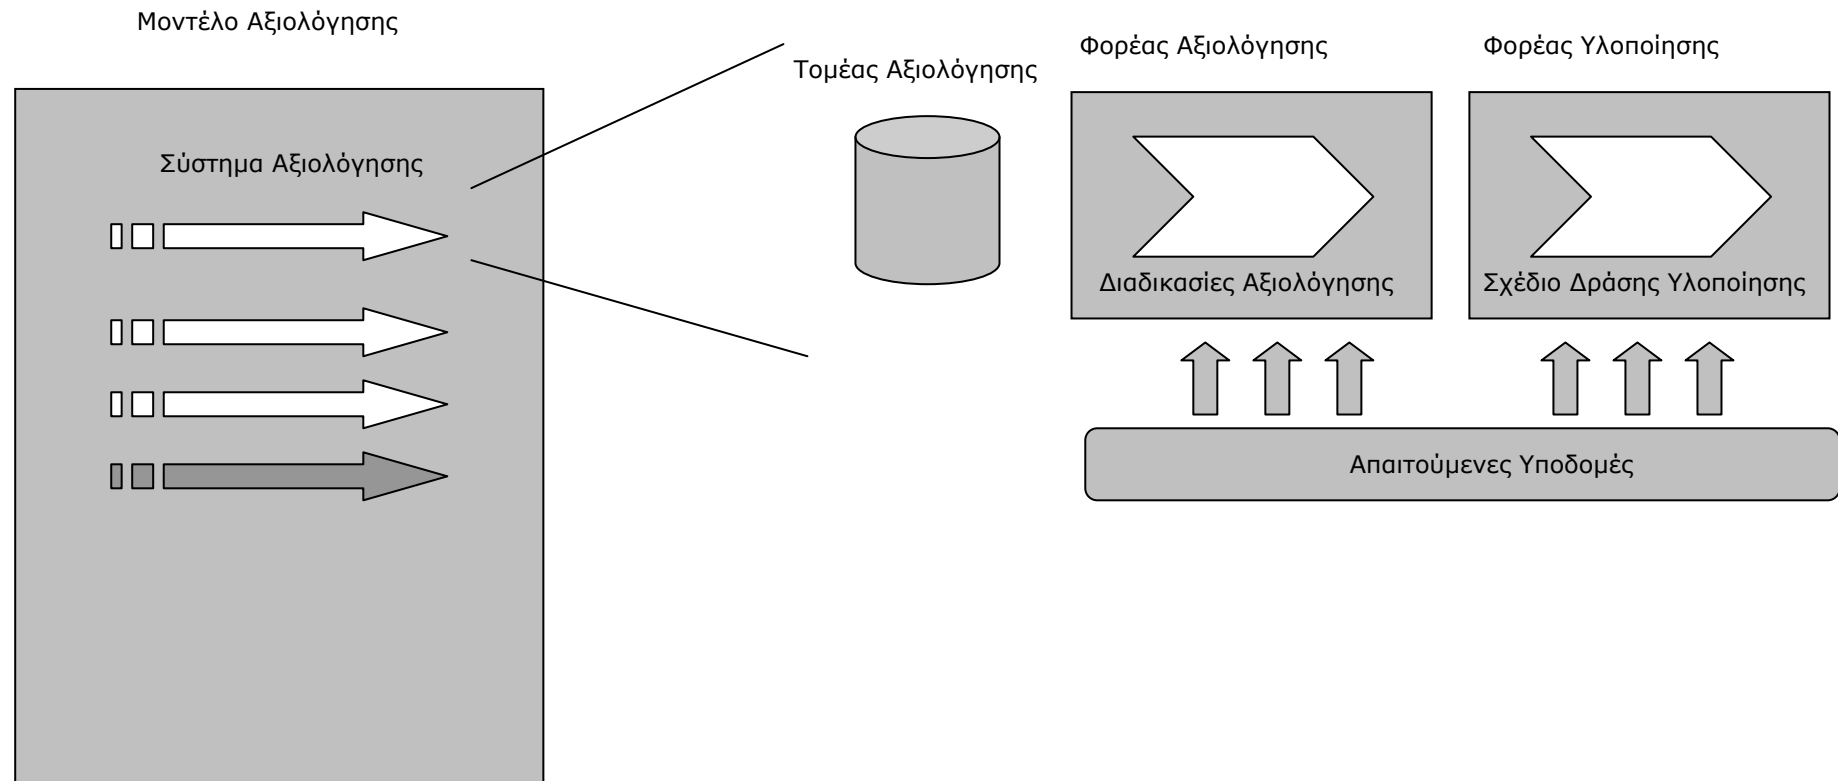 Μοντέλο Αξιολόγησης
Σύστημα Αξιολόγησης
Τομέας Αξιολόγησης
Φορέας Αξιολόγησης
Διαδικασίες Αξιολόγησης
Φορέας Υλοποίησης
Σχέδιο Δράσης Υλοποίησης
Απαιτούμενες Υποδομές